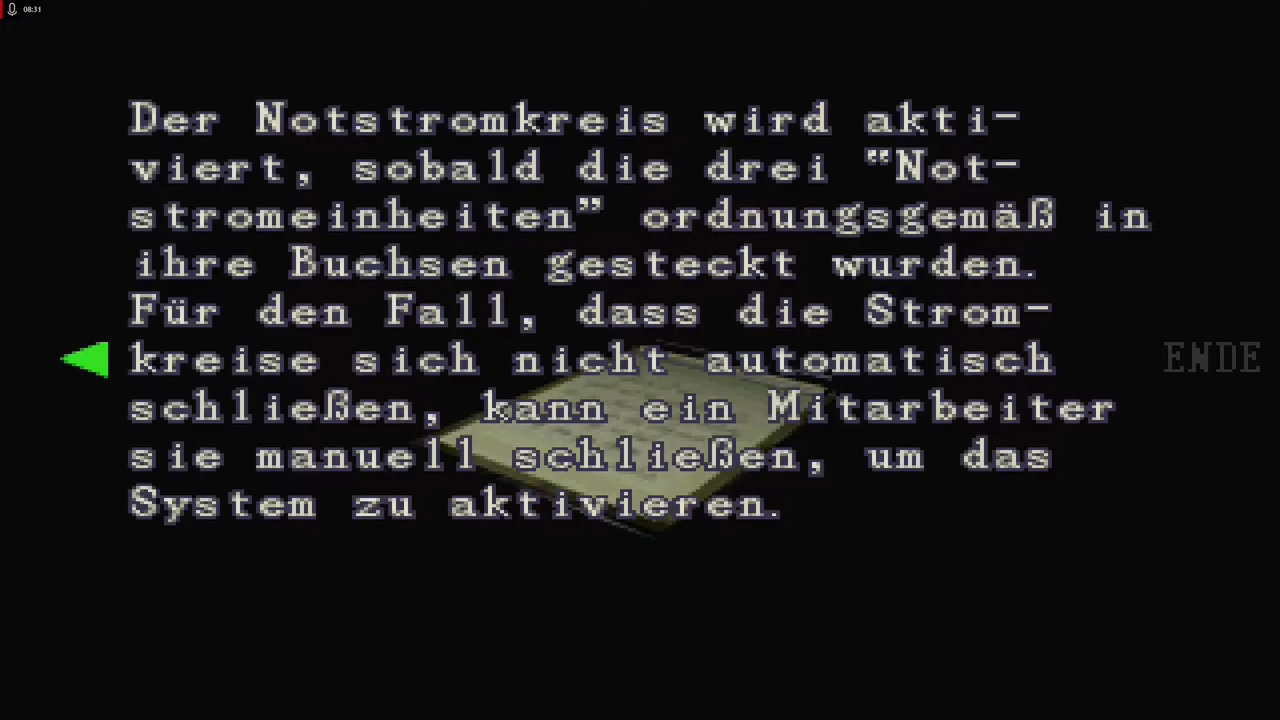 08:31
Der Notstromkreis wird akti-
viert, sobald die drei "Not-
stromeinheiten" ordnungsgemäß in
ihre Buchsen gesteckt wurden.
Für den Fall, dass die Strom-
kreise sich nicht automatisch
schließen, kann ein Mitarbeiter
sie manuell schließen, um das
System zu aktivieren.
ENDE